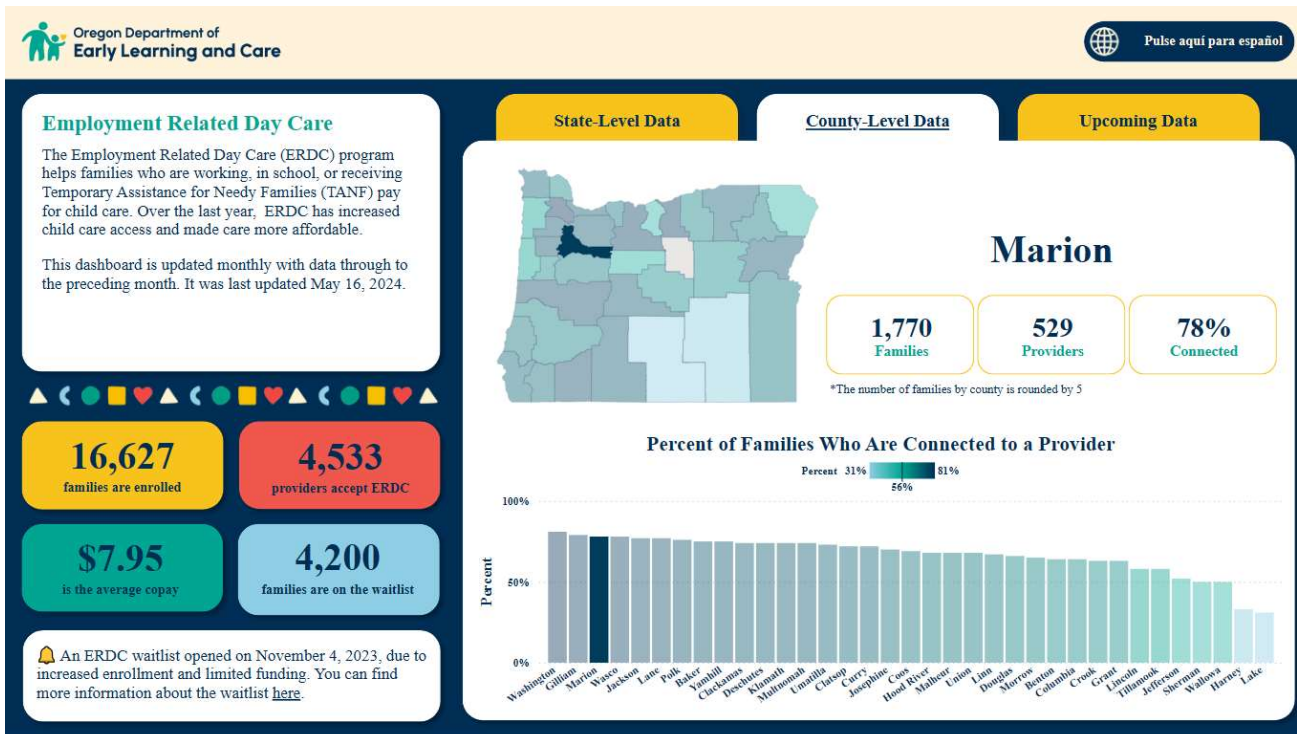 Oregon Department of
Early Learning and Care
Pulse aquí para español
Employment Related Day Care
The Employment Related Day Care (ERDC) program
helps families who are working, in school, or receiving
Temporary Assistance for Needy Families (TANF) pay
for child care. Over the last year, ERDC has increased
child care access and made care more affordable.
This dashboard is updated monthly with data through to
the preceding month. It was last updated May 16, 2024.
16,627
families are enrolled
4,533
providers accept ERDC
$7.95
is the average copay
4,200
families are on the waitlist
An ERDC waitlist opened on November 4, 2023, due to
increased enrollment and limited funding. You can find
more information about the waitlist here.
State-Level Data
County-Level Data
Upcoming Data
Marion
1,770
Families
529
Providers
78%
Connected
*The number of families by county is rounded by 5
Percent of Families Who Are Connected to a Provider
Percent 31% 81%
56%
100%
50%
0%
Percent
Washington
Gilliam
Marion
Wasco
Jackson
Lane
Polk
Baker
Yamhill
Clackamas
Deschutes
Klamath
Multnomah
Umatilla
Clatsop
Curry
Josephine
Coos
Hood River
Malheur
Union
Linn
Douglas
Morrow
Benton
Columbia
Crook
Grant
Lincoln
Tillamook
Jefferson
Sherman
Wallowa
Harney
Lake